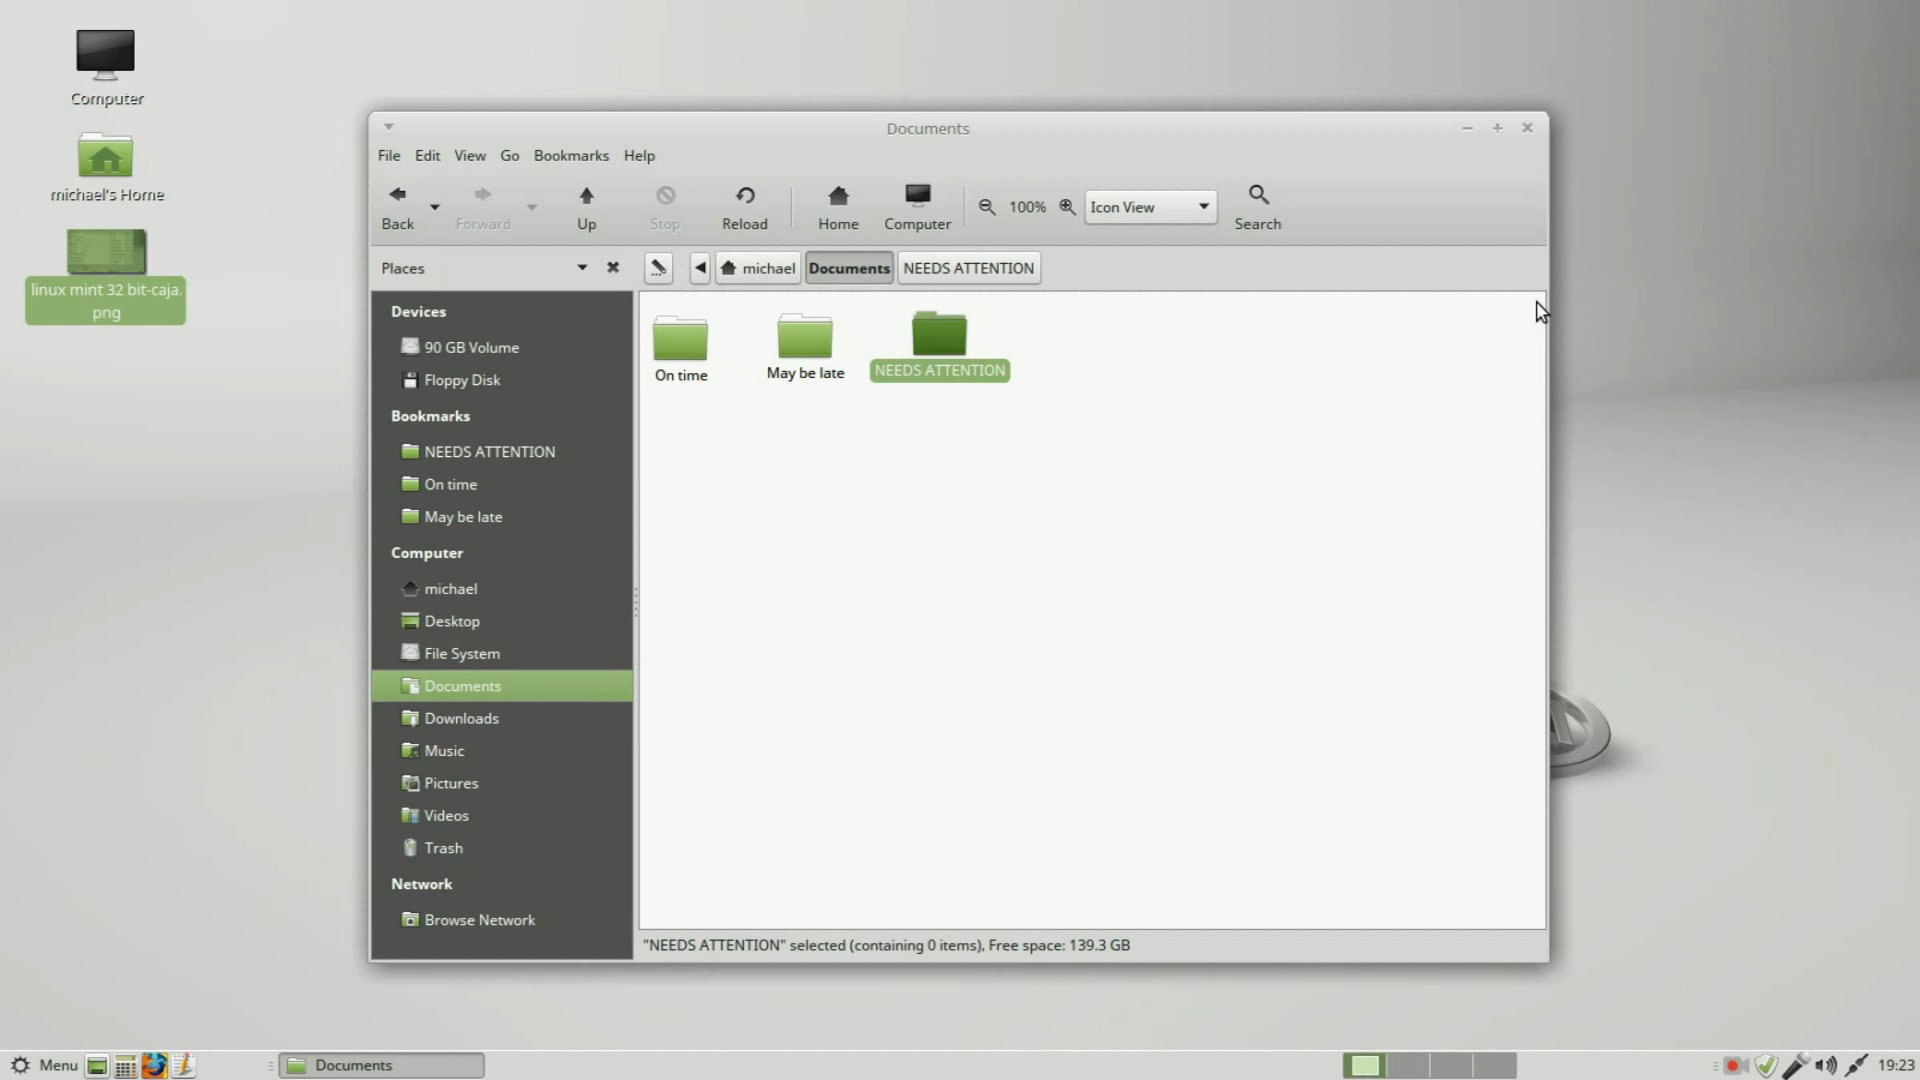 Computer
michael's Home
linux mint 32 bit-caja.
png
Documents
File Edit View Go Bookmarks Help
Back Forward Up Stop Reload Home Computer 100% Icon View Search
Places michael Documents NEEDS ATTENTION
Devices
90 GB Volume
Floppy Disk
Bookmarks
NEEDS ATTENTION
On time
May be late
Computer
michael
Desktop
File System
Documents
Downloads
Music
Pictures
Videos
Trash
Network
Browse Network
On time May be late NEEDS ATTENTION
"NEEDS ATTENTION" selected (containing 0 items), Free space: 139.3 GB
Menu Documents 19:23